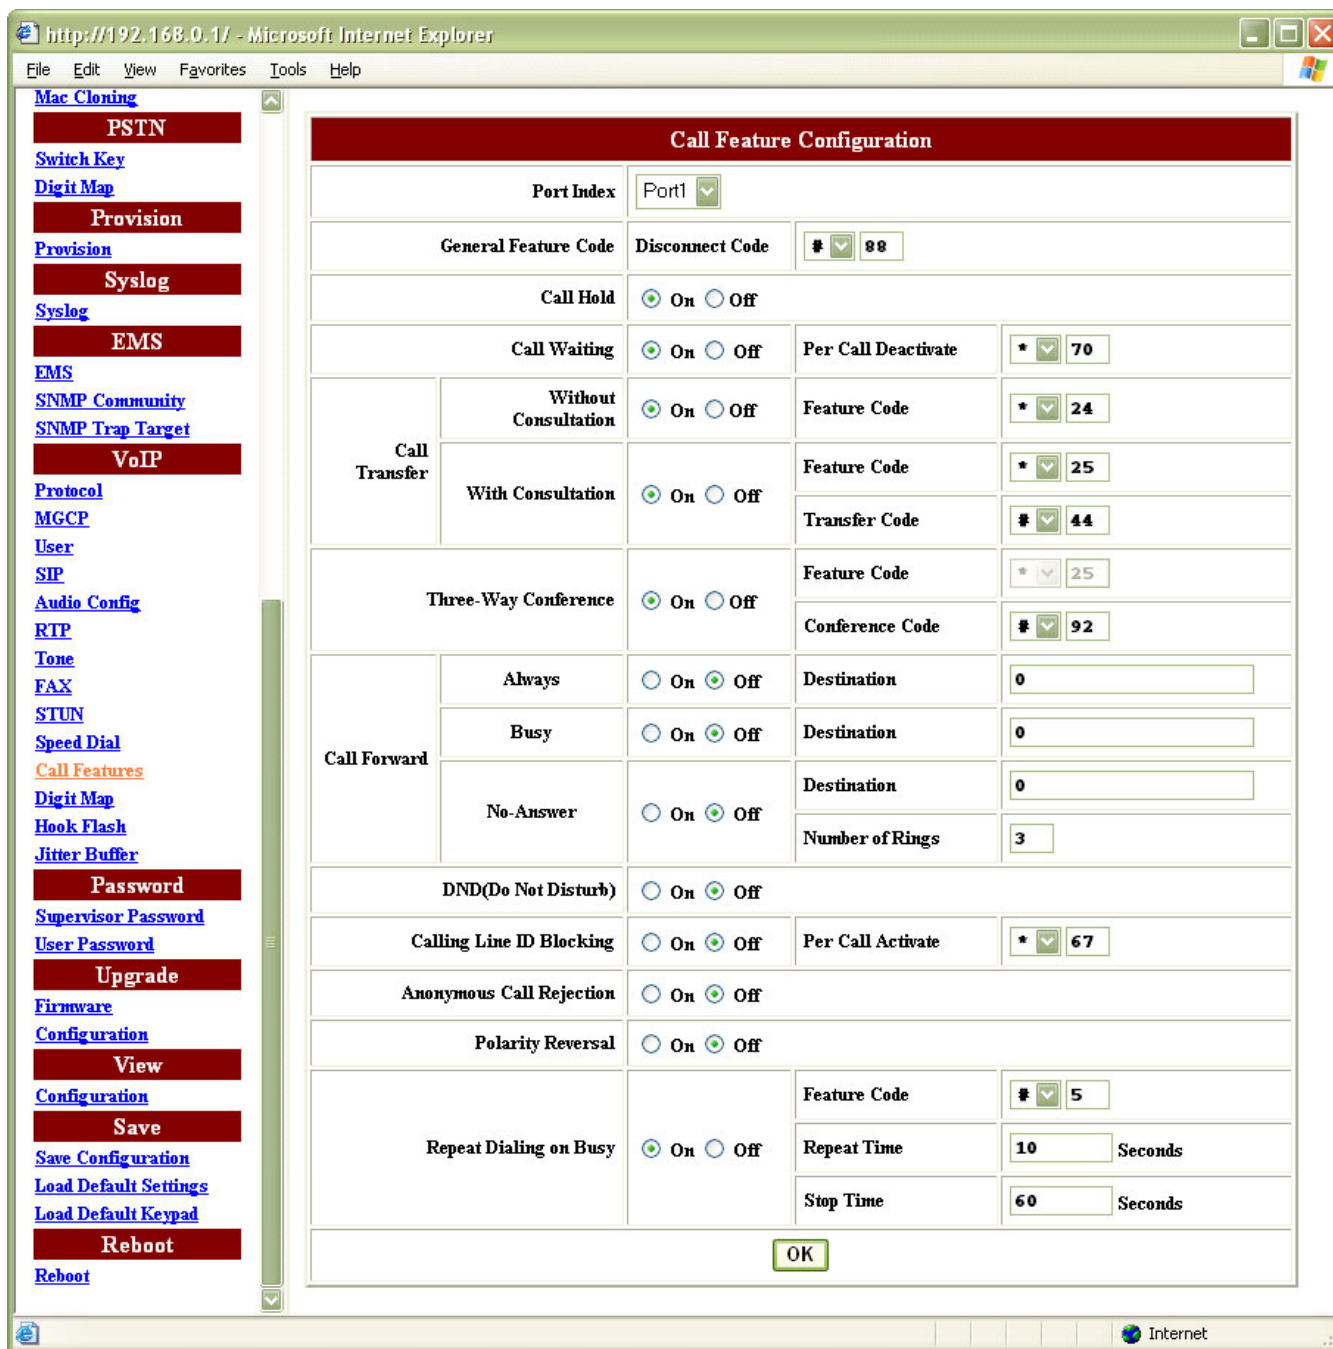 http://192.168.0.1/ - Microsoft Internet Explorer
File Edit View Favorites Tools Help
Mac Cloning
PSTN
Switch Key
Digit Map
Provision
Provision
Syslog
Syslog
EMS
EMS
SNMP Community
SNMP Trap Target
VoIP
Protocol
MGCP
User
SIP
Audio Config
RTP
Tone
FAX
STUN
Speed Dial
Call Features
Digit Map
Hook Flash
Jitter Buffer
Password
Supervisor Password
User Password
Upgrade
Firmware
Configuration
View
Configuration
Save
Save Configuration
Load Default Settings
Load Default Keypad
Reboot
Reboot
Call Feature Configuration
Port Index Port1
General Feature Code Disconnect Code # 88
Call Hold On Off
Call Waiting On Off Per Call Deactivate * 70
Call Transfer
Without Consultation On Off Feature Code * 24
With Consultation On Off Feature Code * 25
Transfer Code # 44
Three-Way Conference On Off Feature Code * 25
Conference Code # 92
Call Forward
Always On Off Destination 0
Busy On Off Destination 0
No-Answer On Off Destination 0
Number of Rings 3
DND(Do Not Disturb) On Off
Calling Line ID Blocking On Off Per Call Activate * 67
Anonymous Call Rejection On Off
Polarity Reversal On Off
Repeat Dialing on Busy On Off Feature Code # 5
Repeat Time 10 Seconds
Stop Time 60 Seconds
OK
Internet